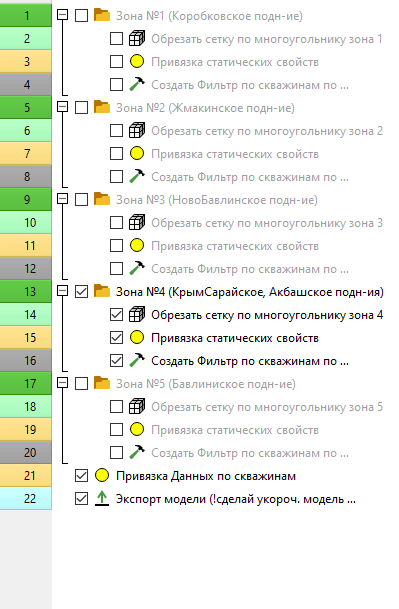 1 Зона №1 (Коробковское подн-ие)
2 Обрезать сетку по многоугольнику зона 1
3 Привязка статических свойств
4 Создать Фильтр по скважинам по ...
5 Зона №2 (Жмакинское подн-ие)
6 Обрезать сетку по многоугольнику зона 2
7 Привязка статических свойств
8 Создать Фильтр по скважинам по ...
9 Зона №3 (НовоБавлинское подн-ие)
10 Обрезать сетку по многоугольнику зона 3
11 Привязка статических свойств
12 Создать Фильтр по скважинам по ...
13 Зона №4 (КрымСарайское, Акбашское подн-ия)
14 Обрезать сетку по многоугольнику зона 4
15 Привязка статических свойств
16 Создать Фильтр по скважинам по ...
17 Зона №5 (Бавлиниское подн-ие)
18 Обрезать сетку по многоугольнику зона 5
19 Привязка статических свойств
20 Создать Фильтр по скважинам по ...
21 Привязка Данных по скважинам
22 Экспорт модели (!сделай укороч. модель ...